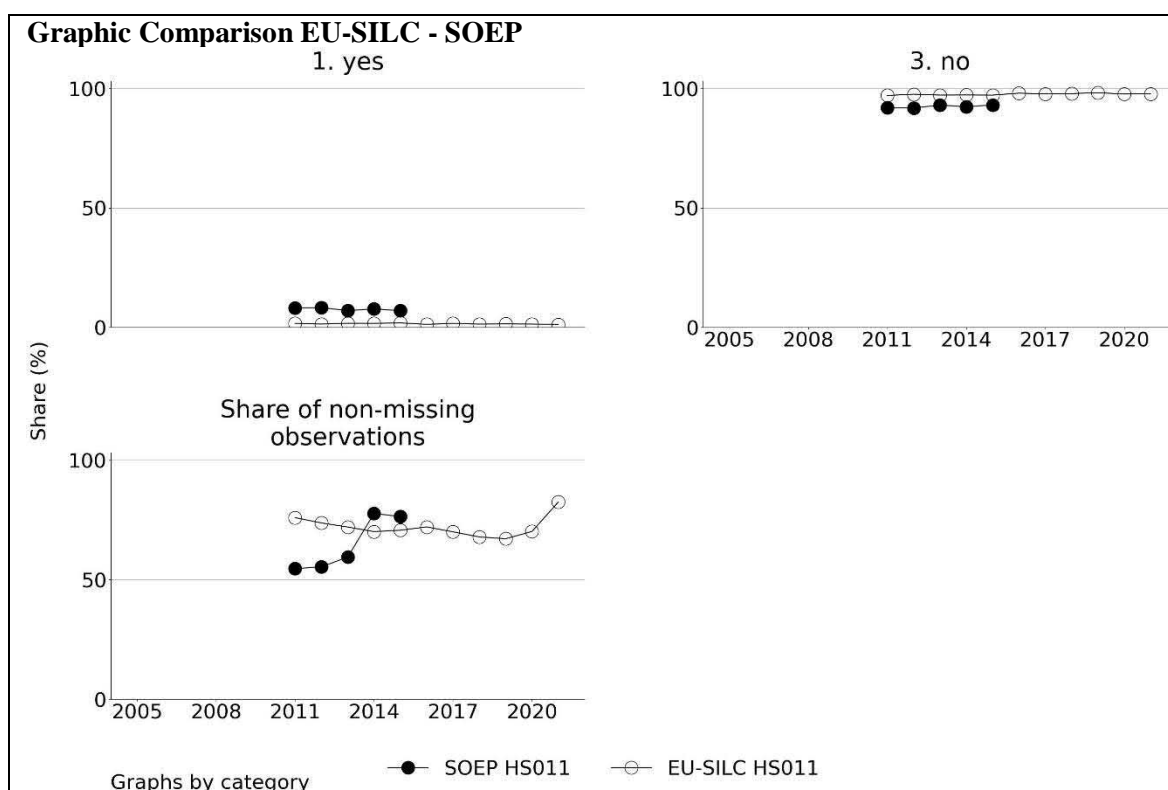 Graphic Comparison EU-SILC - SOEP
1. yes
100
50
0
3. no
100
50
0
2005 2008 2011 2014 2017 2020
Share (%)
Share of non-missing
observations
100
50
0
2005 2008 2011 2014 2017 2020
SOEP HS011 EU-SILC HS011
Graphs by category